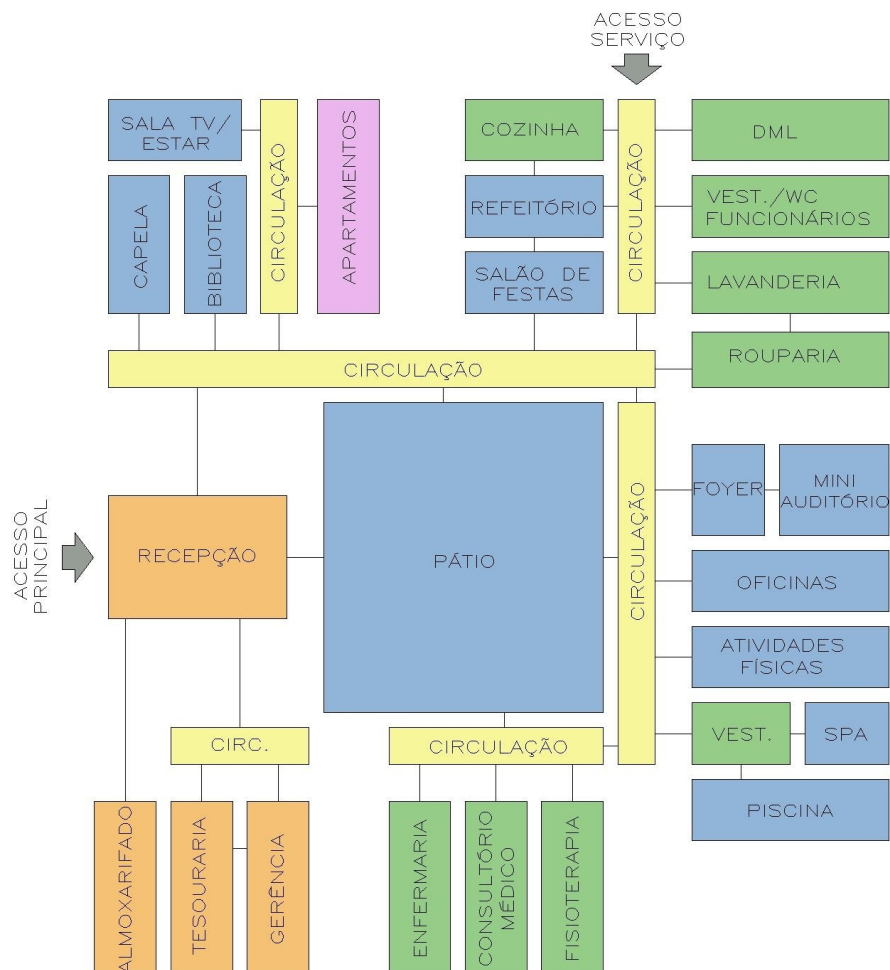 ACESSO
SERVIÇO
SALA TV/
ESTAR
CIRCULAÇÃO
APARTAMENTOS
COZINHA
CIRCULAÇÃO
DML
CAPELA
BIBLIOTECA
REFEITÓRIO
VEST./WC
FUNCIONÁRIOS
SALÃO DE
FESTAS
LAVANDERIA
CIRCULAÇÃO
ROUPARIA
ACESSO
PRINCIPAL
RECEPÇÃO
PÁTIO
CIRCULAÇÃO
FOYER
MINI
AUDITÓRIO
OFICINAS
ATIVIDADES
FÍSICAS
CIRC.
CIRCULAÇÃO
VEST.
SPA
PISCINA
ALMOXARIFADO
TESOURARIA
GERÊNCIA
ENFERMARIA
CONSULTÓRIO
MÉDICO
FISIOTERAPIA